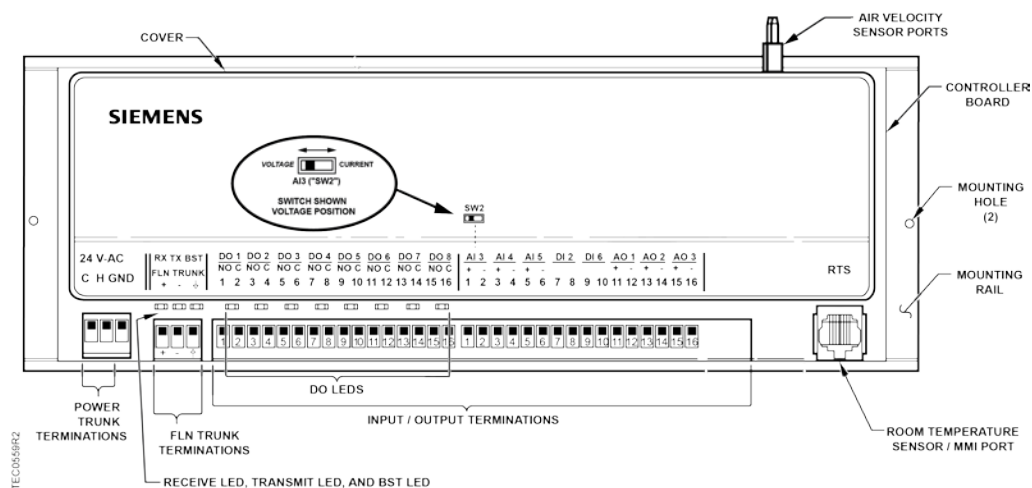 COVER
AIR VELOCITY
SENSOR PORTS
CONTROLLER
BOARD
SIEMENS
VOLTAGE
CURRENT
AI3 ("SW2")
SWITCH SHOWN
VOLTAGE POSITION
SW2
MOUNTING
HOLE
(2)
24 V-AC
C H GND
RX TX BST
FLN TRUNK
+ - ⏚
DO 1 DO 2 DO 3 DO 4 DO 5 DO 6 DO 7 DO 8
NO C NO C NO C NO C NO C NO C NO C NO C
1 2 3 4 5 6 7 8 9 10 11 12 13 14 15 16
AI 3 AI 4 AI 5 DI 2 DI 6 AO 1 AO 2 AO 3
+ - + - + - + - + - + -
1 2 3 4 5 6 7 8 9 10 11 12 13 14 15 16
RTS
MOUNTING
RAIL
+ - ⏚
1 2 3 4 5 6 7 8 9 10 11 12 13 14 15 16 1 2 3 4 5 6 7 8 9 10 11 12 13 14 15 16
DO LEDS
POWER
TRUNK
TERMINATIONS
FLN TRUNK
TERMINATIONS
INPUT / OUTPUT TERMINATIONS
ROOM TEMPERATURE
SENSOR / MMI PORT
RECEIVE LED, TRANSMIT LED, AND BST LED
TEC0559R2